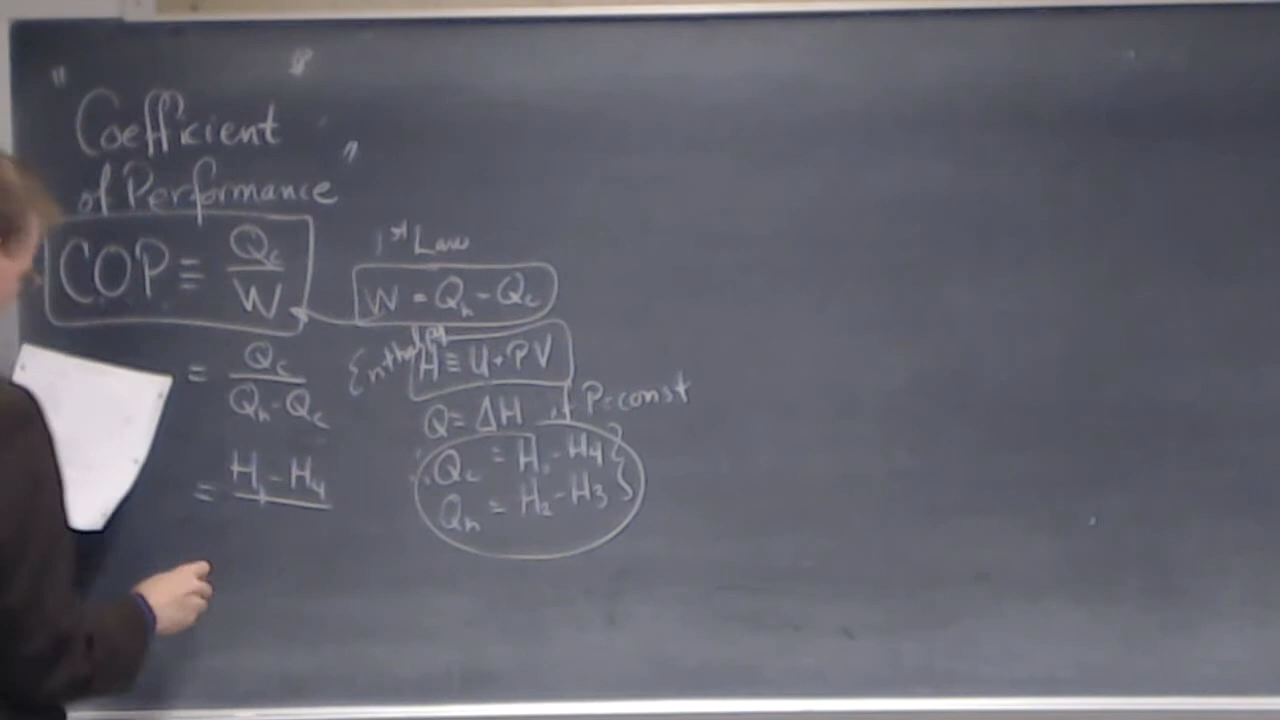 "Coefficient
of Performance"
COP ≡ Qc/W
= Qc/(Qh-Qc)
= H1-H4
1st Law
W = Qh - Qc
Enthalpy H ≡ U+PV
Q = ΔH if P=const
∴ Qc = H1-H4
Qh = H2-H3